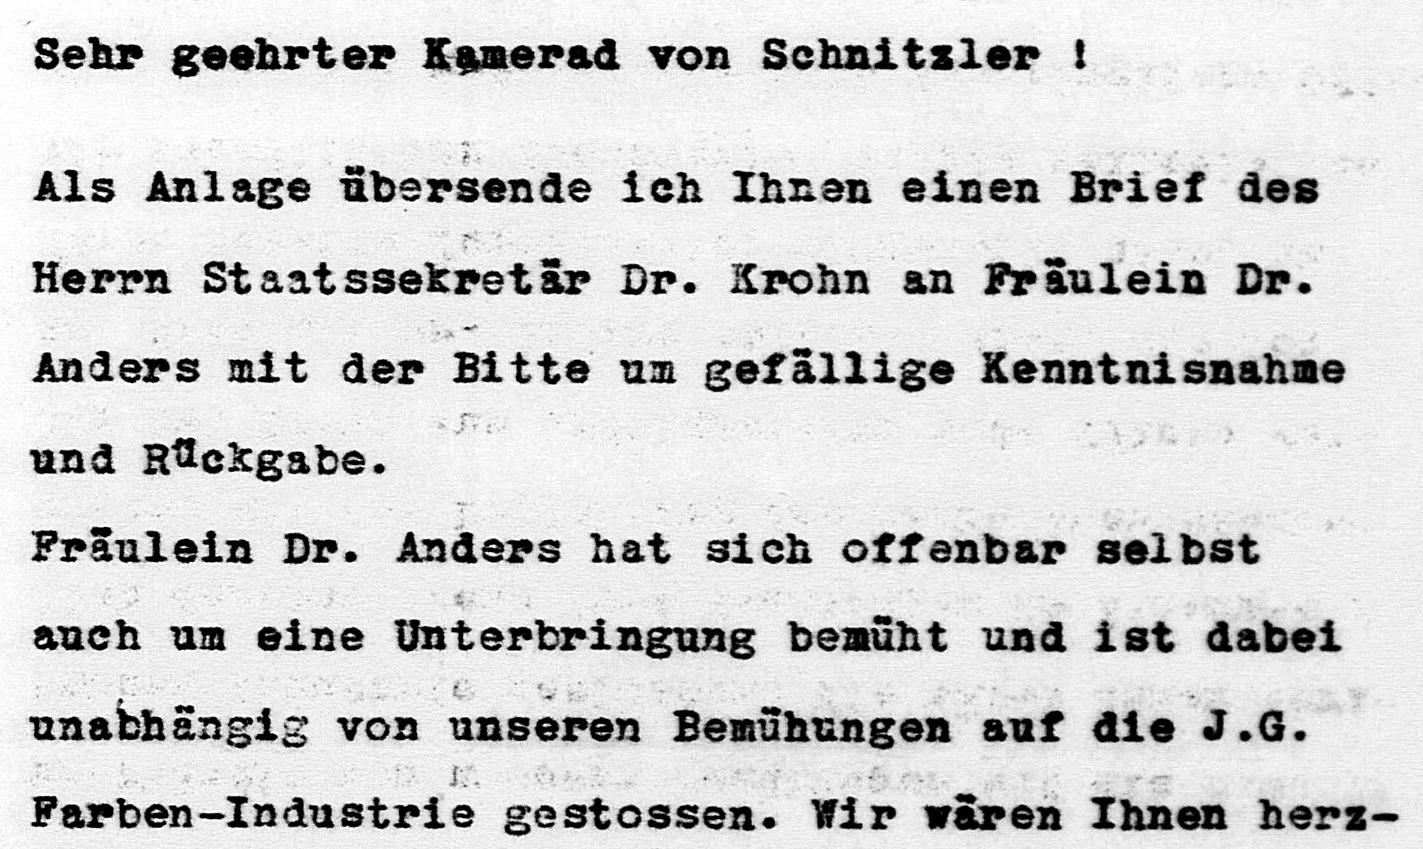 Sehr geehrter Kamerad von Schnitzler !
Als Anlage übersende ich Ihnen einen Brief des
Herrn Staatssekretär Dr. Krohn an Fräulein Dr.
Anders mit der Bitte um gefällige Kenntnisnahme
und Rückgabe.
Fräulein Dr. Anders hat sich offenbar selbst
auch um eine Unterbringung bemüht und ist dabei
unabhängig von unseren Bemühungen auf die J.G.
Farben-Industrie gestossen. Wir wären Ihnen herz-